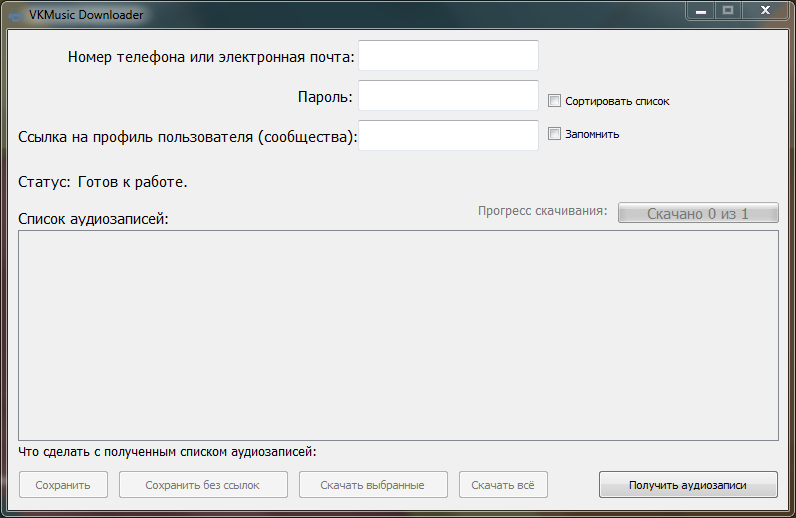 VKMusic Downloader
Номер телефона или электронная почта:
Пароль:
Сортировать список
Ссылка на профиль пользователя (сообщества):
Запомнить
Статус: Готов к работе.
Прогресс скачивания:
Скачано 0 из 1
Список аудиозаписей:
Что сделать с полученным списком аудиозаписей:
Сохранить
Сохранить без ссылок
Скачать выбранные
Скачать всё
Получить аудиозаписи